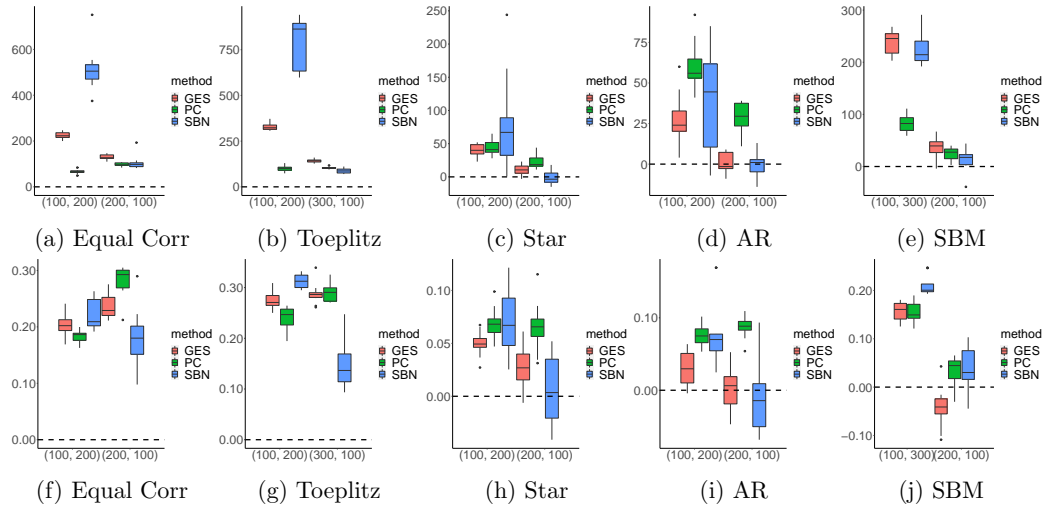 600
400
200
0
(100, 200) (200, 100)
method
GES
PC
SBN
(a) Equal Corr
750
500
250
0
(100, 200) (300, 100)
method
GES
PC
SBN
(b) Toeplitz
250
200
150
100
50
0
(100, 200) (200, 100)
method
GES
PC
SBN
(c) Star
75
50
25
0
(100, 200) (200, 100)
method
GES
PC
SBN
(d) AR
300
200
100
0
(100, 300)(200, 100)
method
GES
PC
SBN
(e) SBM
0.30
0.20
0.10
0.00
(100, 200) (200, 100)
method
GES
PC
SBN
(f) Equal Corr
0.30
0.20
0.10
0.00
(100, 200) (300, 100)
method
GES
PC
SBN
(g) Toeplitz
0.10
0.05
0.00
(100, 200) (200, 100)
method
GES
PC
SBN
(h) Star
0.10
0.00
(100, 200) (200, 100)
method
GES
PC
SBN
(i) AR
0.20
0.10
0.00
−0.10
(100, 300)(200, 100)
method
GES
PC
SBN
(j) SBM